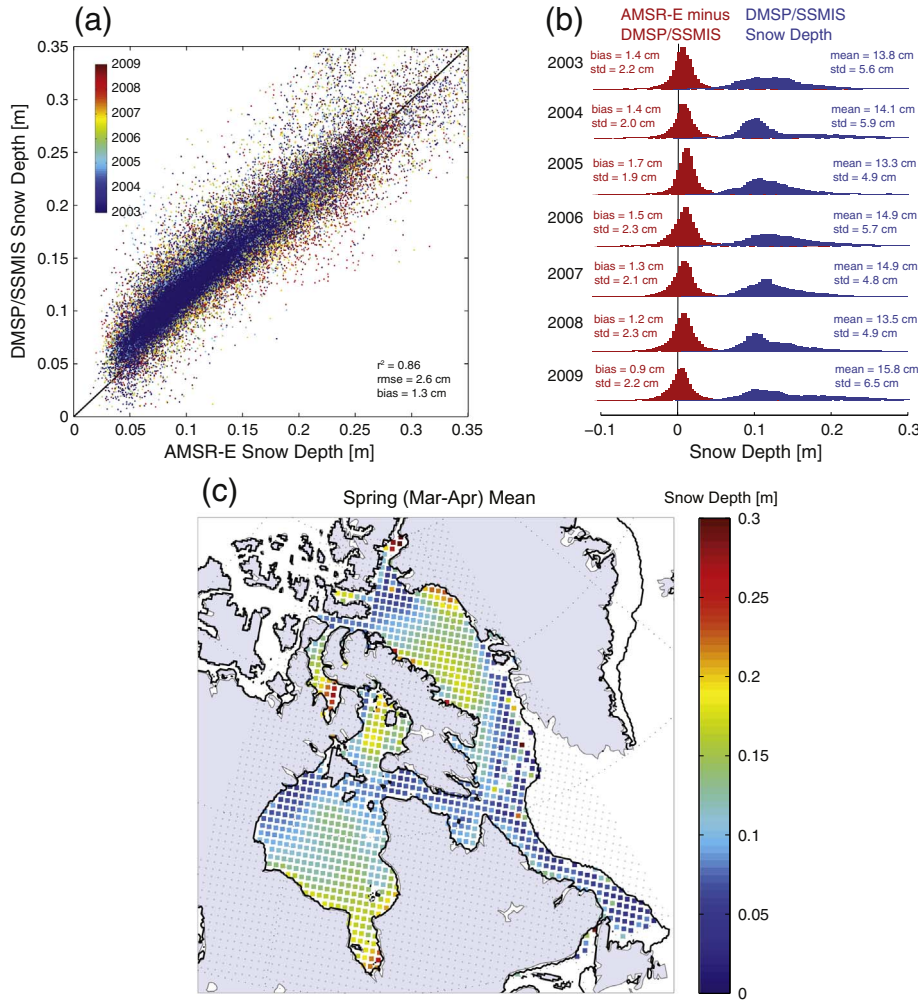 (a)
DMSP/SSMIS Snow Depth [m]
0.35
0.3
0.25
0.2
0.15
0.1
0.05
0
2009
2008
2007
2006
2005
2004
2003
r² = 0.86
rmse = 2.6 cm
bias = 1.3 cm
0 0.05 0.1 0.15 0.2 0.25 0.3 0.35
AMSR-E Snow Depth [m]
(b)
AMSR-E minus DMSP/SSMIS
DMSP/SSMIS Snow Depth
2003
bias = 1.4 cm
std = 2.2 cm
mean = 13.8 cm
std = 5.6 cm
2004
bias = 1.4 cm
std = 2.0 cm
mean = 14.1 cm
std = 5.9 cm
2005
bias = 1.7 cm
std = 1.9 cm
mean = 13.3 cm
std = 4.9 cm
2006
bias = 1.5 cm
std = 2.3 cm
mean = 14.9 cm
std = 5.7 cm
2007
bias = 1.3 cm
std = 2.1 cm
mean = 14.9 cm
std = 4.8 cm
2008
bias = 1.2 cm
std = 2.3 cm
mean = 13.5 cm
std = 4.9 cm
2009
bias = 0.9 cm
std = 2.2 cm
mean = 15.8 cm
std = 6.5 cm
−0.1 0 0.1 0.2 0.3
Snow Depth [m]
(c)
Spring (Mar-Apr) Mean
Snow Depth [m]
0.3
0.25
0.2
0.15
0.1
0.05
0